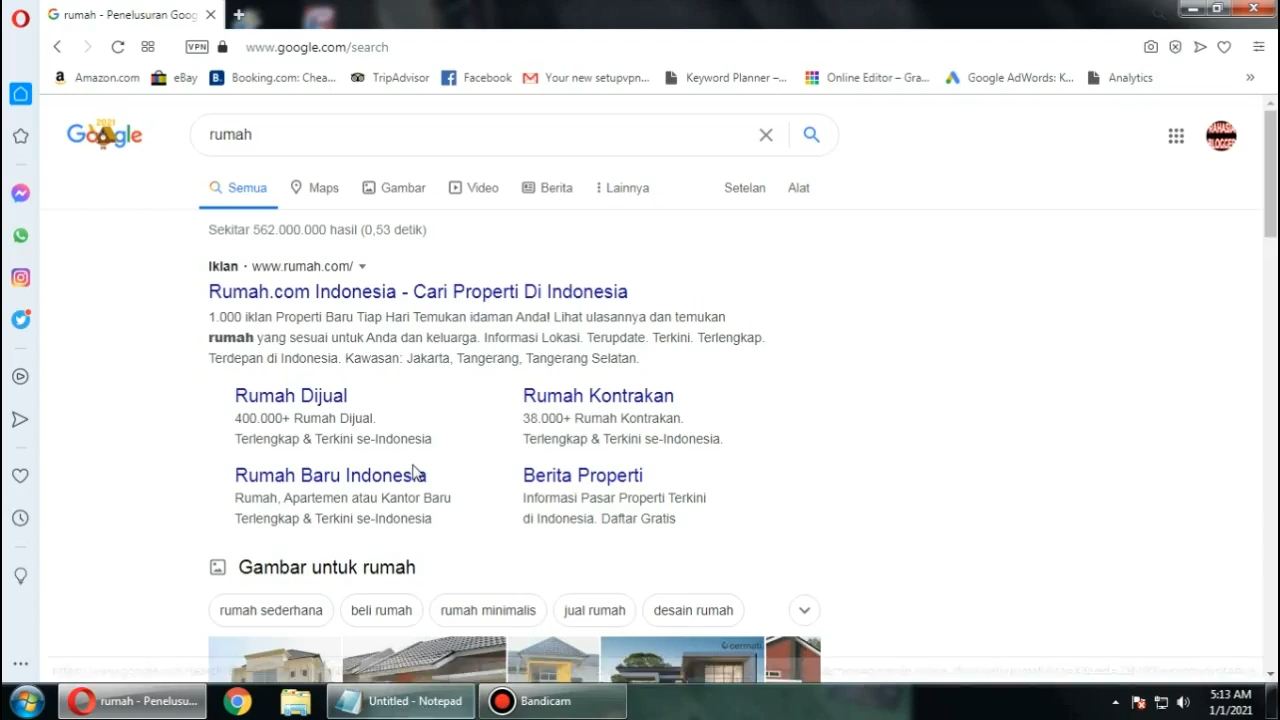 rumah - Penelusuran Goog
VPN
www.google.com/search
Amazon.com
eBay
Booking.com: Chea...
TripAdvisor
Facebook
Your new setupvpn...
Keyword Planner –...
Online Editor – Gra...
Google AdWords: K...
Analytics
2021
Google
rumah
RAHASIA
BLOGGER
Semua
Maps
Gambar
Video
Berita
Lainnya
Setelan
Alat
Sekitar 562.000.000 hasil (0,53 detik)
Iklan · www.rumah.com/
Rumah.com Indonesia - Cari Properti Di Indonesia
1.000 iklan Properti Baru Tiap Hari Temukan idaman Anda! Lihat ulasannya dan temukan
rumah yang sesuai untuk Anda dan keluarga. Informasi Lokasi. Terupdate. Terkini. Terlengkap.
Terdepan di Indonesia. Kawasan: Jakarta, Tangerang, Tangerang Selatan.
Rumah Dijual
400.000+ Rumah Dijual.
Terlengkap & Terkini se-Indonesia
Rumah Kontrakan
38.000+ Rumah Kontrakan.
Terlengkap & Terkini se-Indonesia.
Rumah Baru Indonesia
Rumah, Apartemen atau Kantor Baru
Terlengkap & Terkini se-Indonesia
Berita Properti
Informasi Pasar Properti Terkini
di Indonesia. Daftar Gratis
Gambar untuk rumah
rumah sederhana
beli rumah
rumah minimalis
jual rumah
desain rumah
cermati
rumah - Penelusu...
Untitled - Notepad
Bandicam
5:13 AM
1/1/2021